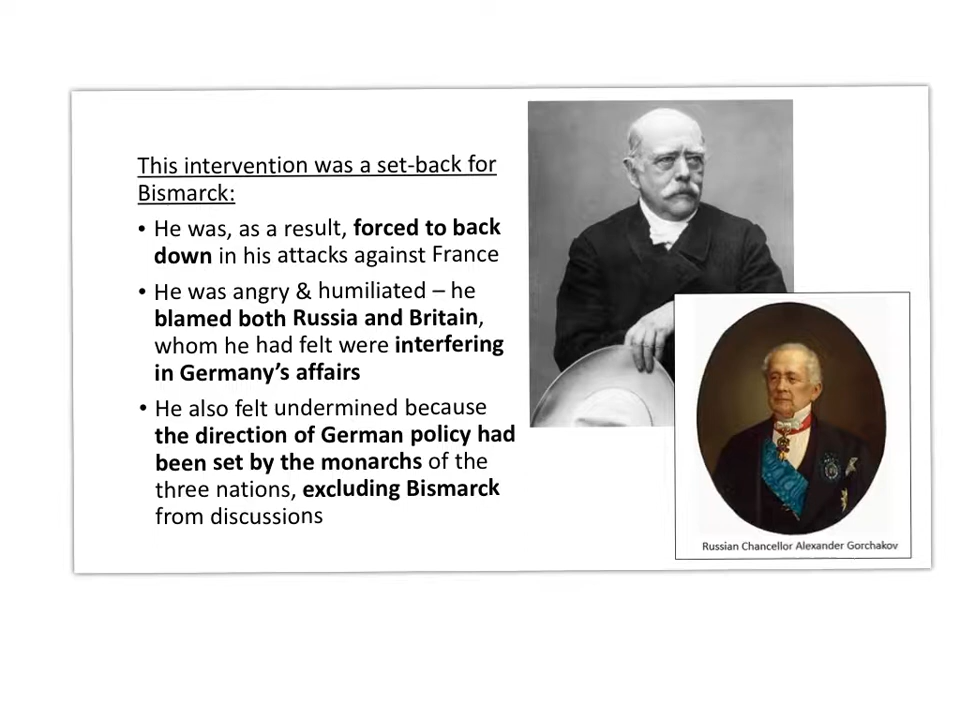 This intervention was a set-back for
Bismarck:
• He was, as a result, forced to back
down in his attacks against France
• He was angry & humiliated – he
blamed both Russia and Britain,
whom he had felt were interfering
in Germany's affairs
• He also felt undermined because
the direction of German policy had
been set by the monarchs of the
three nations, excluding Bismarck
from discussions
Russian Chancellor Alexander Gorchakov